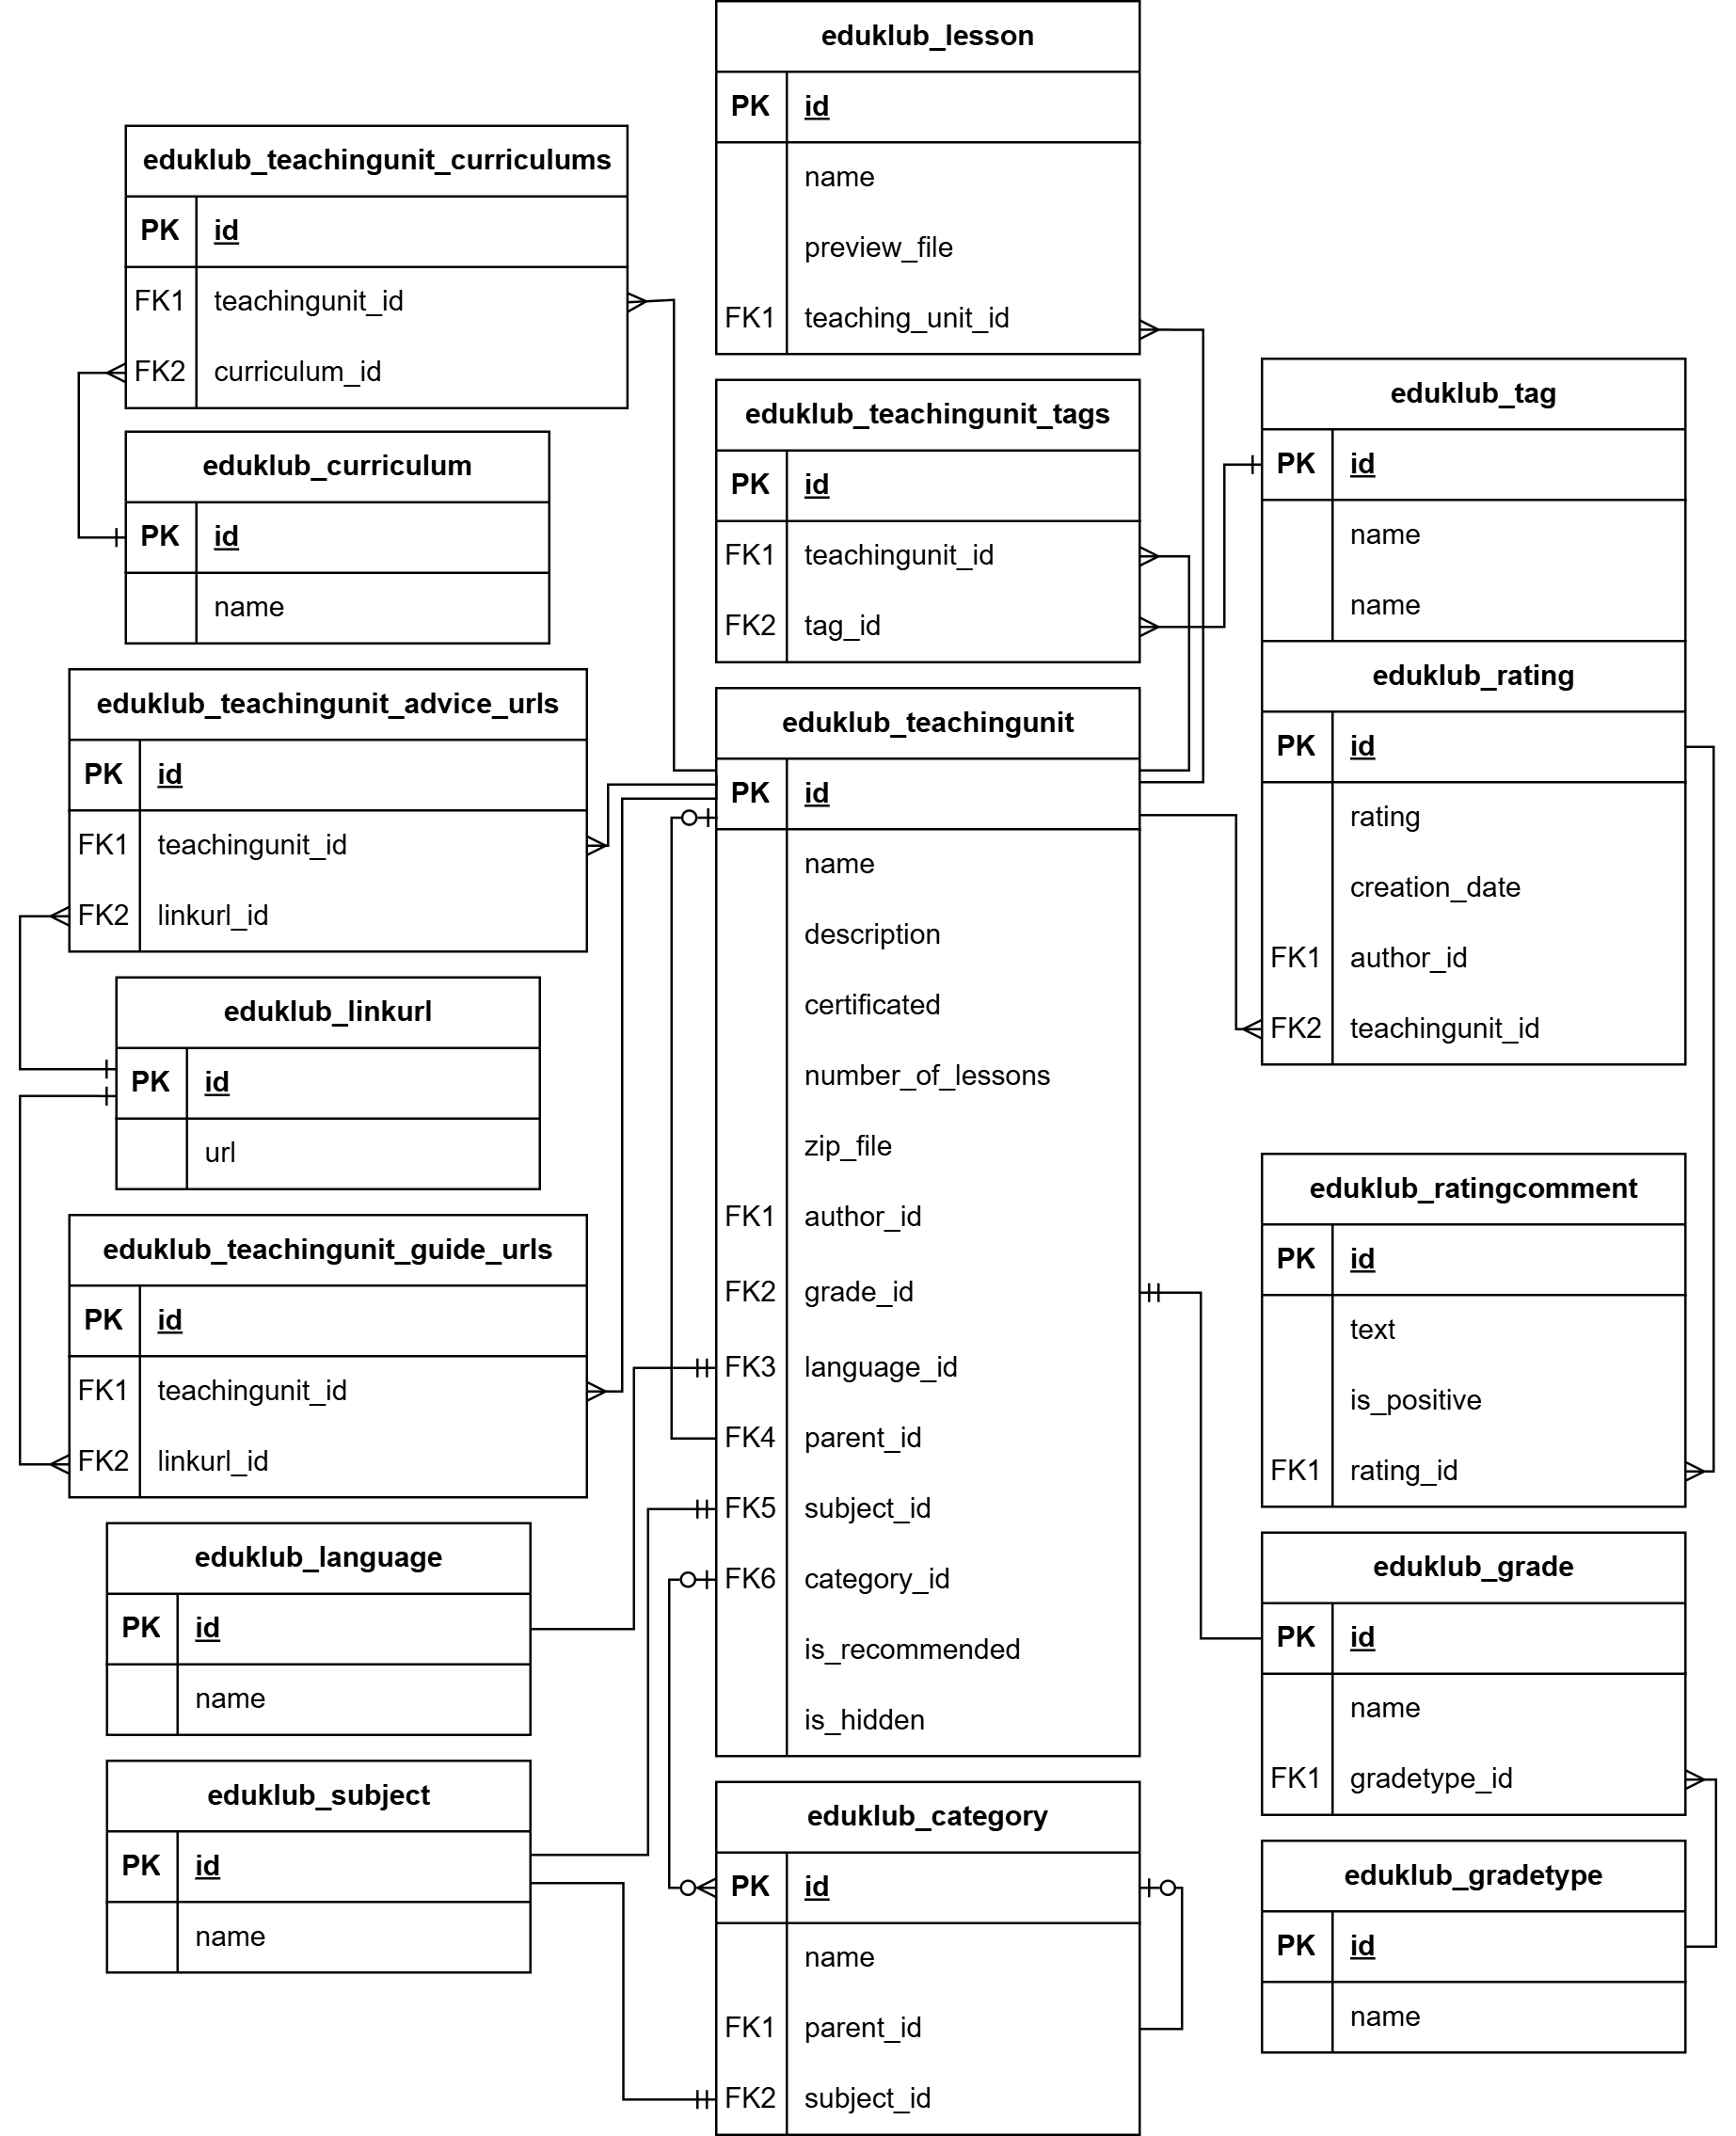 eduklub_lesson
PK id
name
preview_file
FK1 teaching_unit_id
eduklub_teachingunit_curriculums
PK id
FK1 teachingunit_id
FK2 curriculum_id
eduklub_curriculum
PK id
name
eduklub_teachingunit_tags
PK id
FK1 teachingunit_id
FK2 tag_id
eduklub_tag
PK id
name
name
eduklub_rating
PK id
rating
creation_date
FK1 author_id
FK2 teachingunit_id
eduklub_teachingunit_advice_urls
PK id
FK1 teachingunit_id
FK2 linkurl_id
eduklub_linkurl
PK id
url
eduklub_teachingunit_guide_urls
PK id
FK1 teachingunit_id
FK2 linkurl_id
eduklub_teachingunit
PK id
name
description
certificated
number_of_lessons
zip_file
FK1 author_id
FK2 grade_id
FK3 language_id
FK4 parent_id
FK5 subject_id
FK6 category_id
is_recommended
is_hidden
eduklub_ratingcomment
PK id
text
is_positive
FK1 rating_id
eduklub_language
PK id
name
eduklub_subject
PK id
name
eduklub_category
PK id
name
FK1 parent_id
FK2 subject_id
eduklub_grade
PK id
name
FK1 gradetype_id
eduklub_gradetype
PK id
name